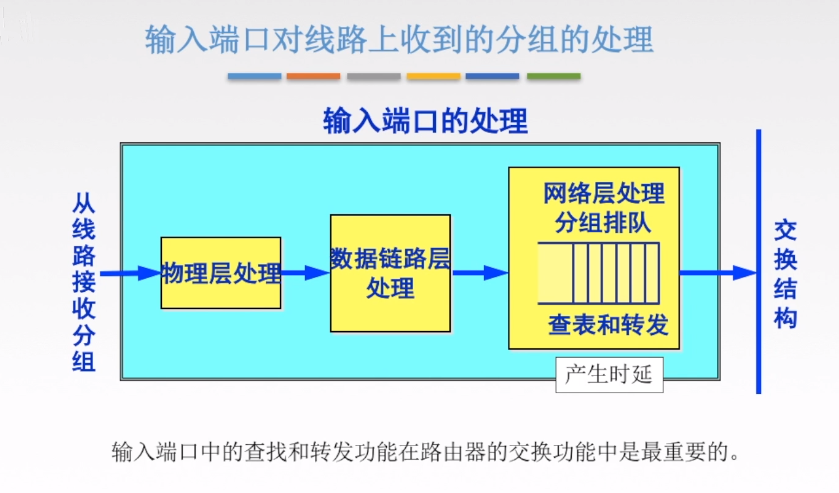 输入端口对线路上收到的分组的处理
输入端口的处理
从线路接收分组
物理层处理
数据链路层
处理
网络层处理
分组排队
查表和转发
交换结构
产生时延
输入端口中的查找和转发功能在路由器的交换功能中是最重要的。